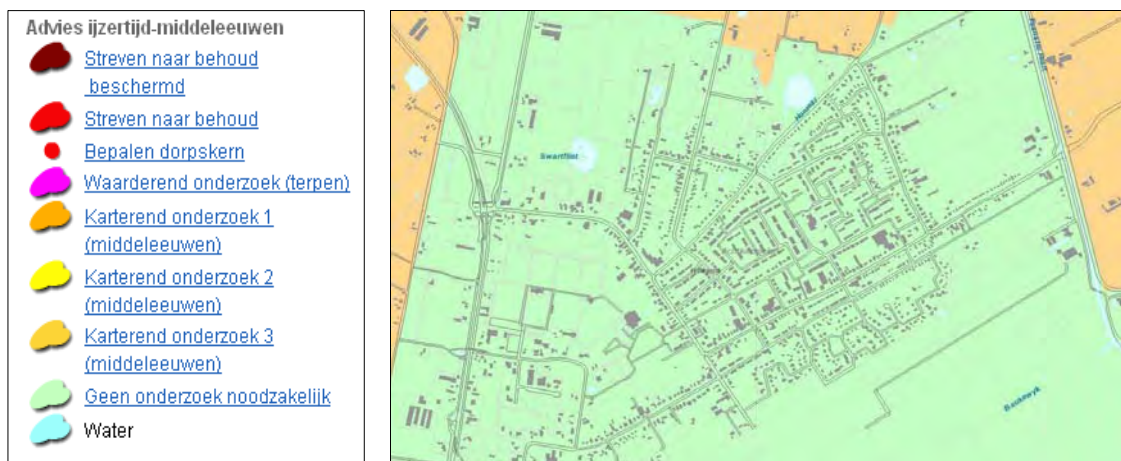 Advies ijzertijd-middeleeuwen
Streven naar behoud
beschermd
Streven naar behoud
Bepalen dorpskern
Waarderend onderzoek (terpen)
Karterend onderzoek 1
(middeleeuwen)
Karterend onderzoek 2
(middeleeuwen)
Karterend onderzoek 3
(middeleeuwen)
Geen onderzoek noodzakelijk
Water
Swartfliet